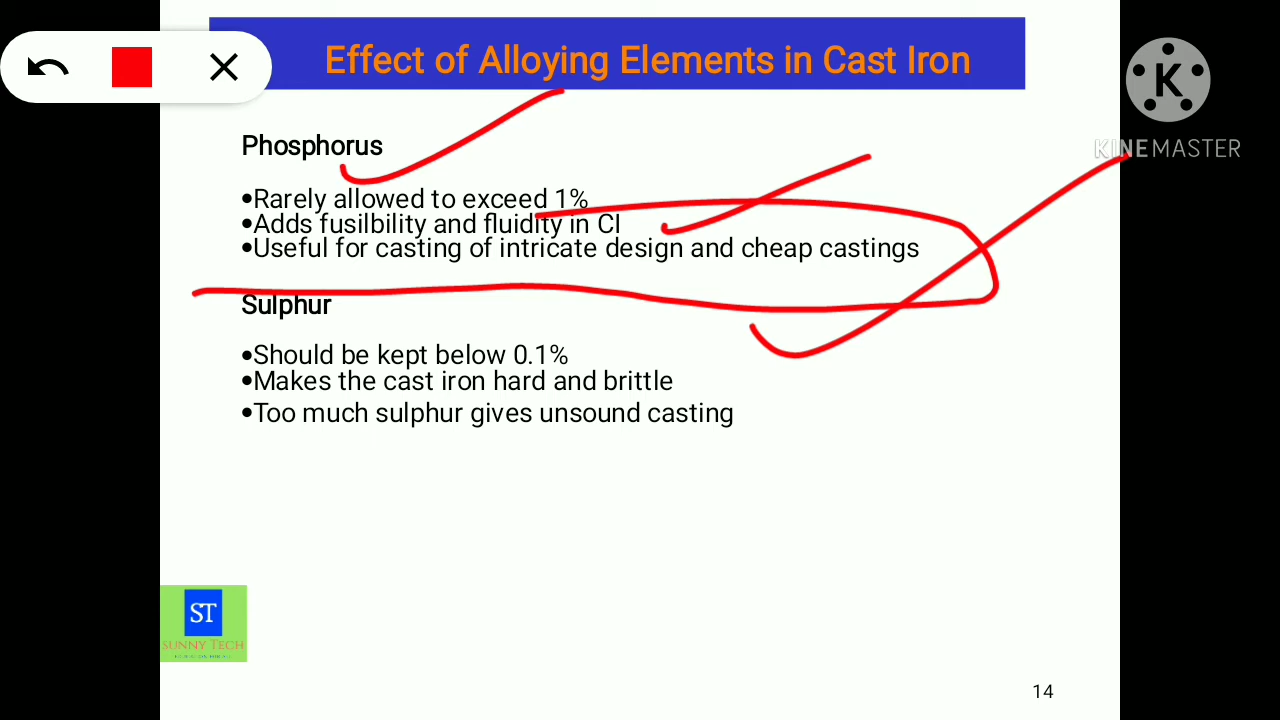 Effect of Alloying Elements in Cast Iron
K
KINEMASTER
Phosphorus
•Rarely allowed to exceed 1%
•Adds fusilbility and fluidity in CI
•Useful for casting of intricate design and cheap castings
Sulphur
•Should be kept below 0.1%
•Makes the cast iron hard and brittle
•Too much sulphur gives unsound casting
ST
SUNNY TECH
14